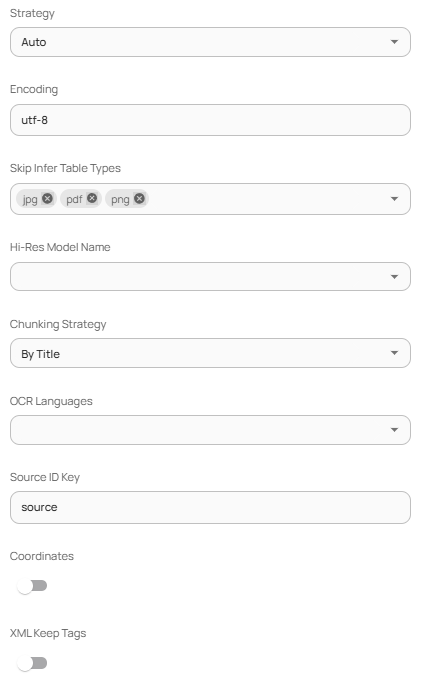 Strategy
Auto
Encoding
utf-8
Skip Infer Table Types
jpg pdf png
Hi-Res Model Name
Chunking Strategy
By Title
OCR Languages
Source ID Key
source
Coordinates
XML Keep Tags